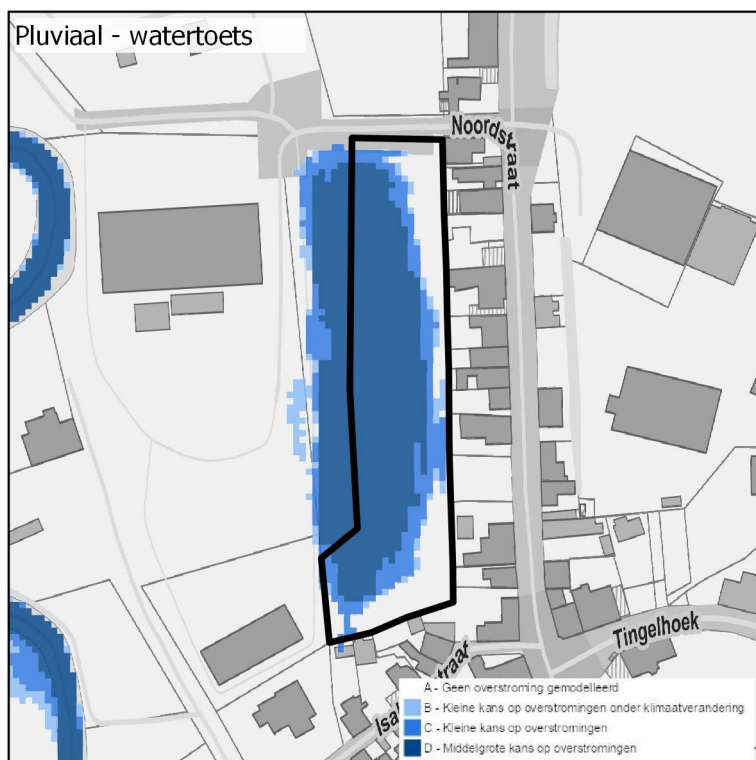 Pluviaal - watertoets
Noordstraat
Tingelhoek
A - Geen overstroming gemodelleerd
B - Kleine kans op overstromingen onder klimaatverandering
C - Kleine kans op overstromingen
D - Middelgrote kans op overstromingen